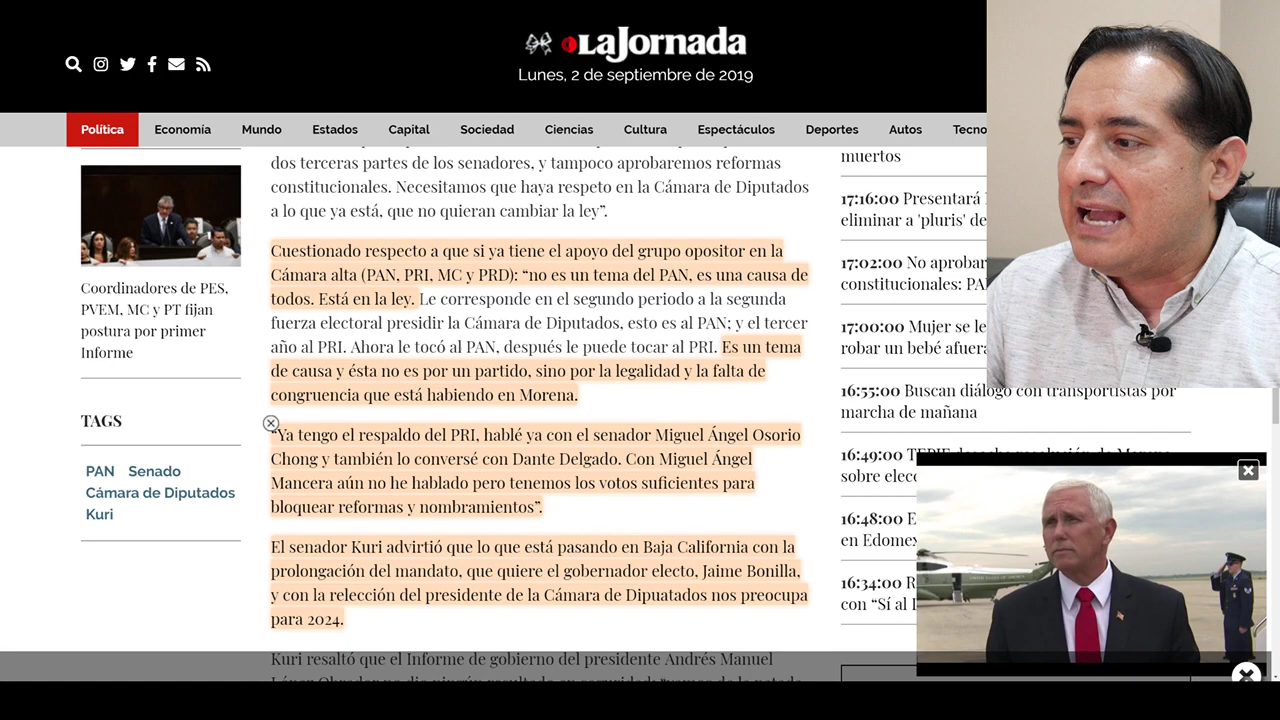 LaJornada
Lunes, 2 de septiembre de 2019
Política Economía Mundo Estados Capital Sociedad Ciencias Cultura Espectáculos Deportes Autos Tecno
Coordinadores de PES,
PVEM, MC y PT fijan
postura por primer
Informe
TAGS
PAN Senado
Cámara de Diputados
Kuri
dos terceras partes de los senadores, y tampoco aprobaremos reformas
constitucionales. Necesitamos que haya respeto en la Cámara de Diputados
a lo que ya está, que no quieran cambiar la ley”.
Cuestionado respecto a que si ya tiene el apoyo del grupo opositor en la
Cámara alta (PAN, PRI, MC y PRD): “no es un tema del PAN, es una causa de
todos. Está en la ley. Le corresponde en el segundo periodo a la segunda
fuerza electoral presidir la Cámara de Diputados, esto es al PAN; y el tercer
año al PRI. Ahora le tocó al PAN, después le puede tocar al PRI. Es un tema
de causa y ésta no es por un partido, sino por la legalidad y la falta de
congruencia que está habiendo en Morena.
“Ya tengo el respaldo del PRI, hablé ya con el senador Miguel Ángel Osorio
Chong y también lo conversé con Dante Delgado. Con Miguel Ángel
Mancera aún no he hablado pero tenemos los votos suficientes para
bloquear reformas y nombramientos”.
El senador Kuri advirtió que lo que está pasando en Baja California con la
prolongación del mandato, que quiere el gobernador electo, Jaime Bonilla,
y con la relección del presidente de la Cámara de Dipuatados nos preocupa
para 2024.
Kuri resaltó que el Informe de gobierno del presidente Andrés Manuel
muertos
17:16:00 Presentará
eliminar a 'pluris' de
17:02:00 No aprobar
constitucionales: PA
17:00:00 Mujer se le
robar un bebé afuera
16:55:00 Buscan diálogo con transportistas por
marcha de mañana
16:49:00
sobre elec
16:48:00 E
en Edomex
16:34:00 R
con “Sí al